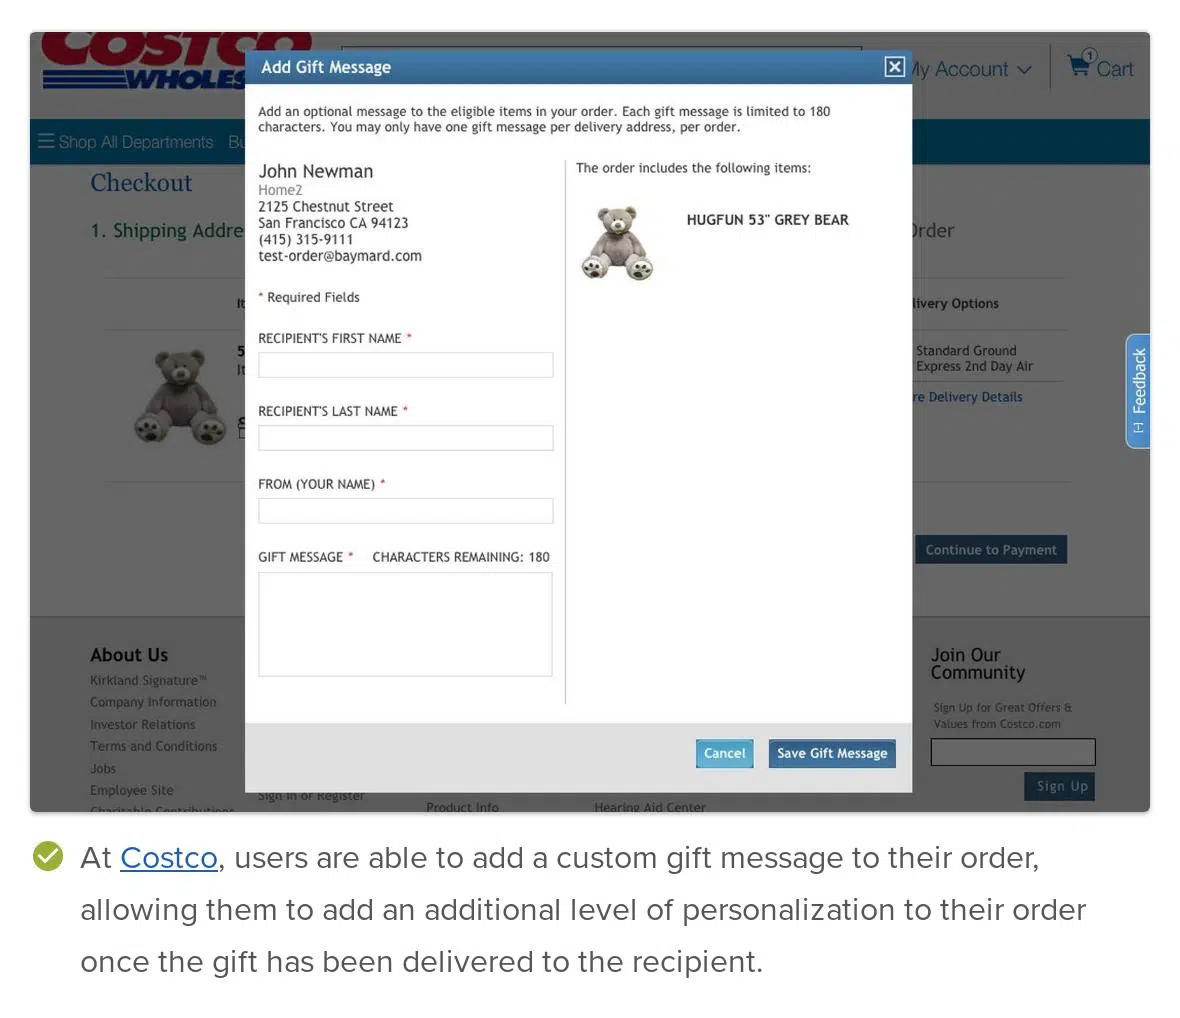 COSTCO
WHOLES
Add Gift Message
My Account
1
Cart
Add an optional message to the eligible items in your order. Each gift message is limited to 180
characters. You may only have one gift message per delivery address, per order.
Shop All Departments
Checkout
1. Shipping Addre
John Newman
Home2
2125 Chestnut Street
San Francisco CA 94123
(415) 315-9111
test-order@baymard.com
* Required Fields
RECIPIENT'S FIRST NAME *
RECIPIENT'S LAST NAME *
FROM (YOUR NAME) *
GIFT MESSAGE * CHARACTERS REMAINING: 180
The order includes the following items:
HUGFUN 53" GREY BEAR
Order
livery Options
Standard Ground
Express 2nd Day Air
re Delivery Details
[-] Feedback
Continue to Payment
Cancel
Save Gift Message
About Us
Kirkland Signature™
Company Information
Investor Relations
Terms and Conditions
Jobs
Employee Site
Charitable Contributions
Sign In or Register
Product Info
Hearing Aid Center
Join Our
Community
Sign Up for Great Offers &
Values from Costco.com
Sign Up
At Costco, users are able to add a custom gift message to their order,
allowing them to add an additional level of personalization to their order
once the gift has been delivered to the recipient.